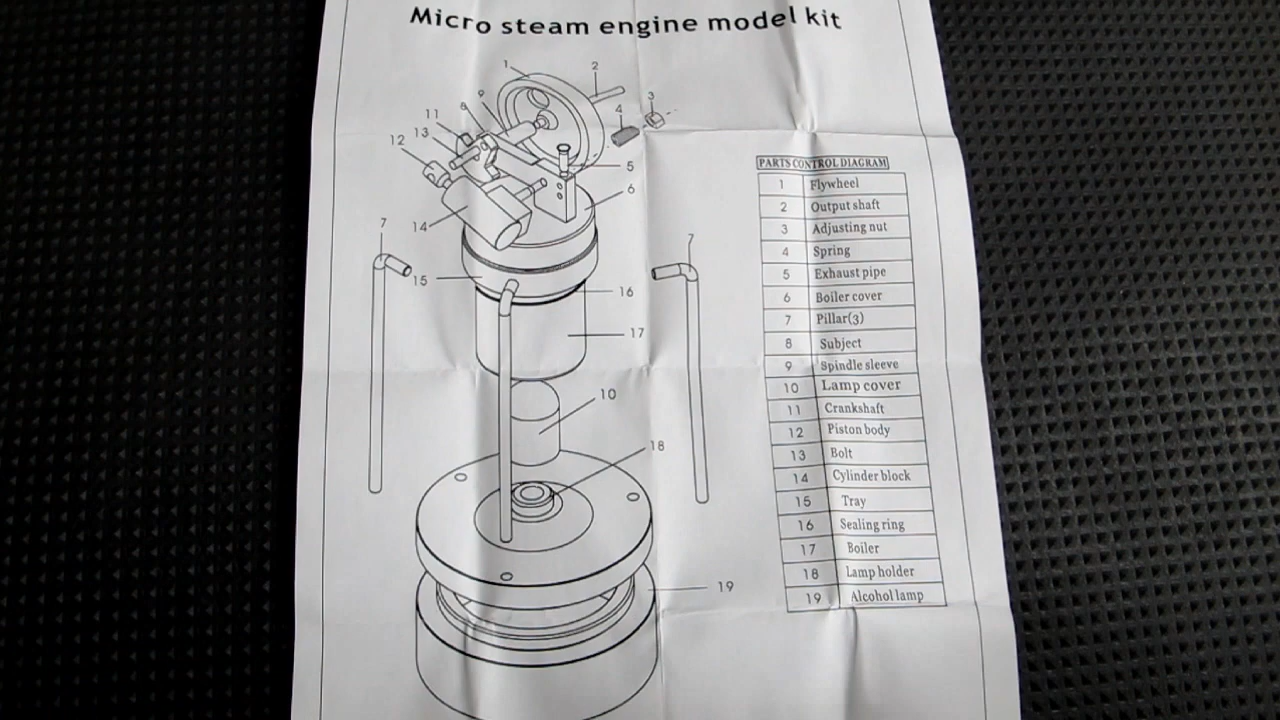 Micro steam engine model kit
1
2
9
3
8
4
11
13
12
5
6
14
7
7
15
16
17
10
18
19
PARTS CONTROL DIAGRAM
1 Flywheel
2 Output shaft
3 Adjusting nut
4 Spring
5 Exhaust pipe
6 Boiler cover
7 Pillar(3)
8 Subject
9 Spindle sleeve
10 Lamp cover
11 Crankshaft
12 Piston body
13 Bolt
14 Cylinder block
15 Tray
16 Sealing ring
17 Boiler
18 Lamp holder
19 Alcohol lamp